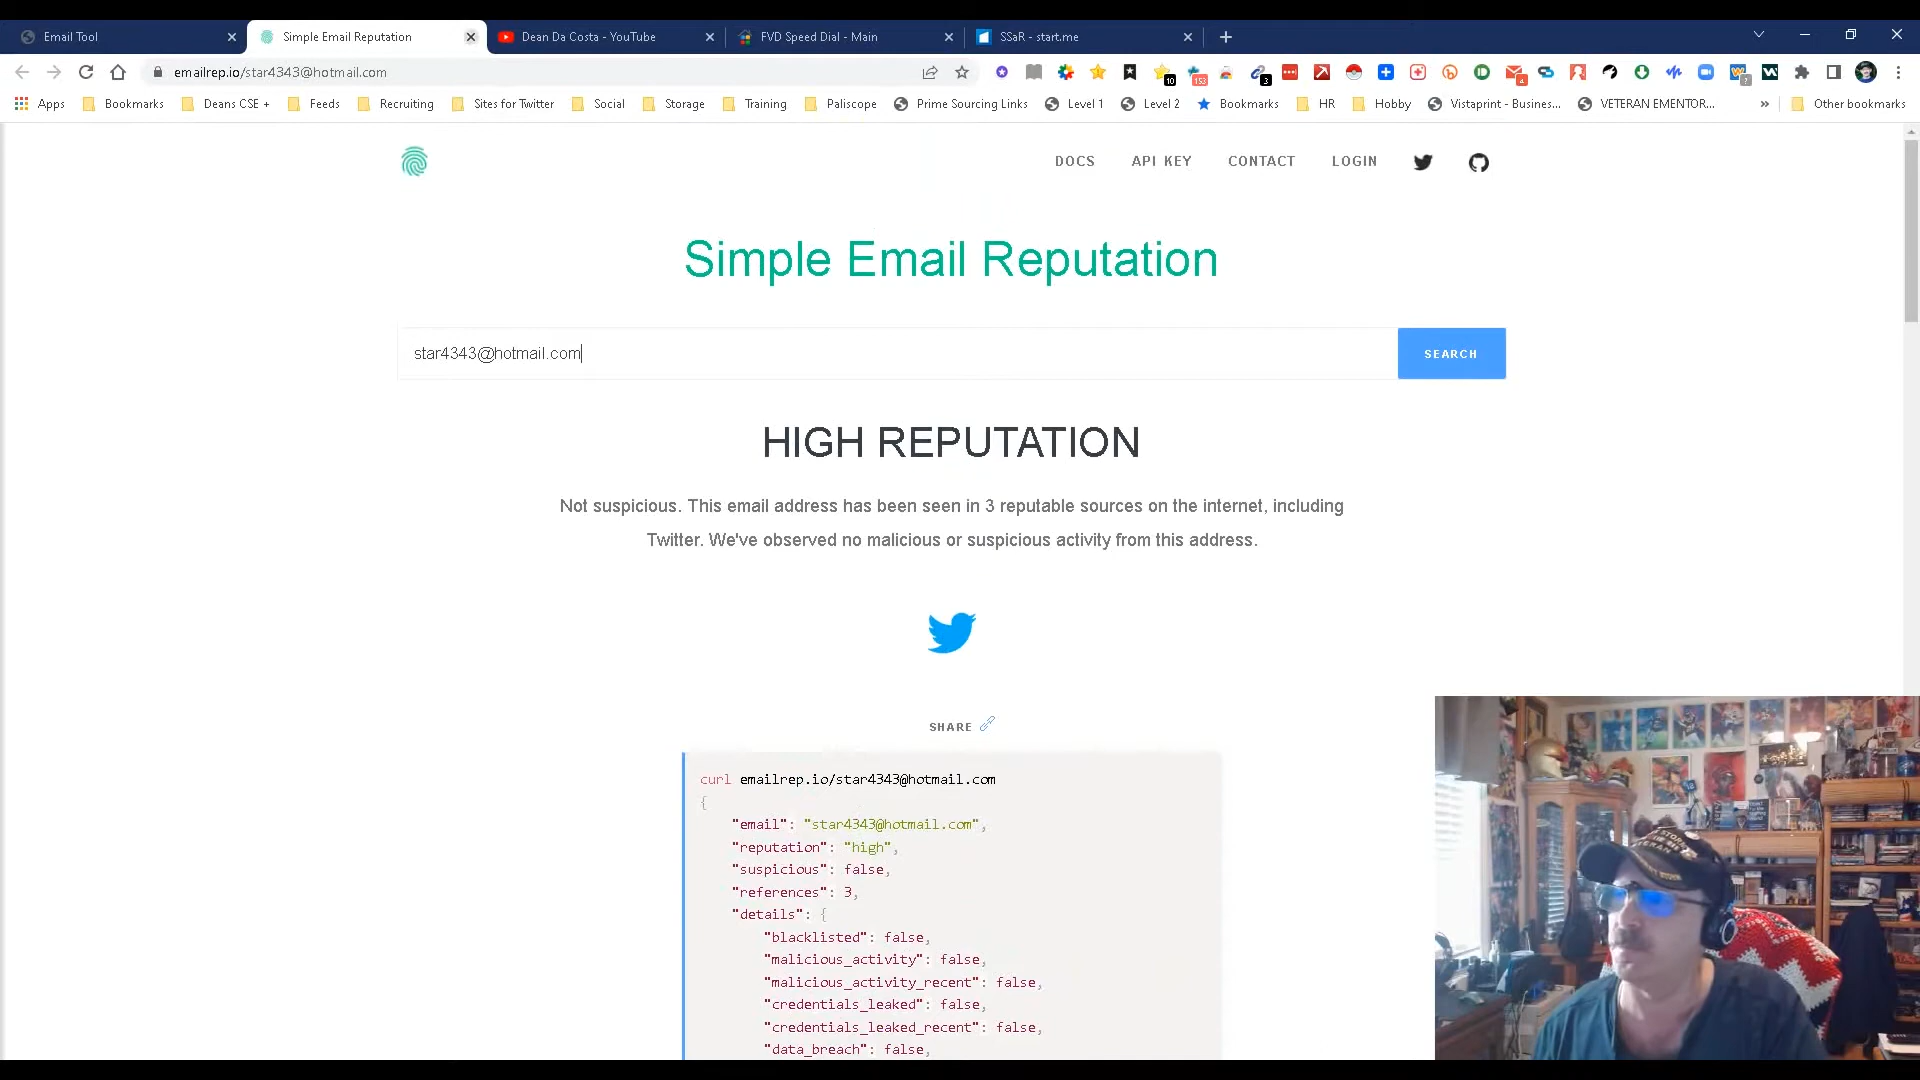 Email Tool
Simple Email Reputation
Dean Da Costa - YouTube
FVD Speed Dial - Main
SSaR - start.me
emailrep.io/star4343@hotmail.com
10
153
3
4
7
Apps
Bookmarks
Deans CSE +
Feeds
Recruiting
Sites for Twitter
Social
Storage
Training
Paliscope
Prime Sourcing Links
Level 1
Level 2
Bookmarks
HR
Hobby
Vistaprint - Busines...
VETERAN EMENTOR...
»
Other bookmarks
DOCS
API KEY
CONTACT
LOGIN
Simple Email Reputation
star4343@hotmail.com
SEARCH
HIGH REPUTATION
Not suspicious. This email address has been seen in 3 reputable sources on the internet, including
Twitter. We've observed no malicious or suspicious activity from this address.
SHARE
curl emailrep.io/star4343@hotmail.com
{
"email": "star4343@hotmail.com",
"reputation": "high",
"suspicious": false,
"references": 3,
"details": {
"blacklisted": false,
"malicious_activity": false,
"malicious_activity_recent": false,
"credentials_leaked": false,
"credentials_leaked_recent": false,
"data_breach": false,